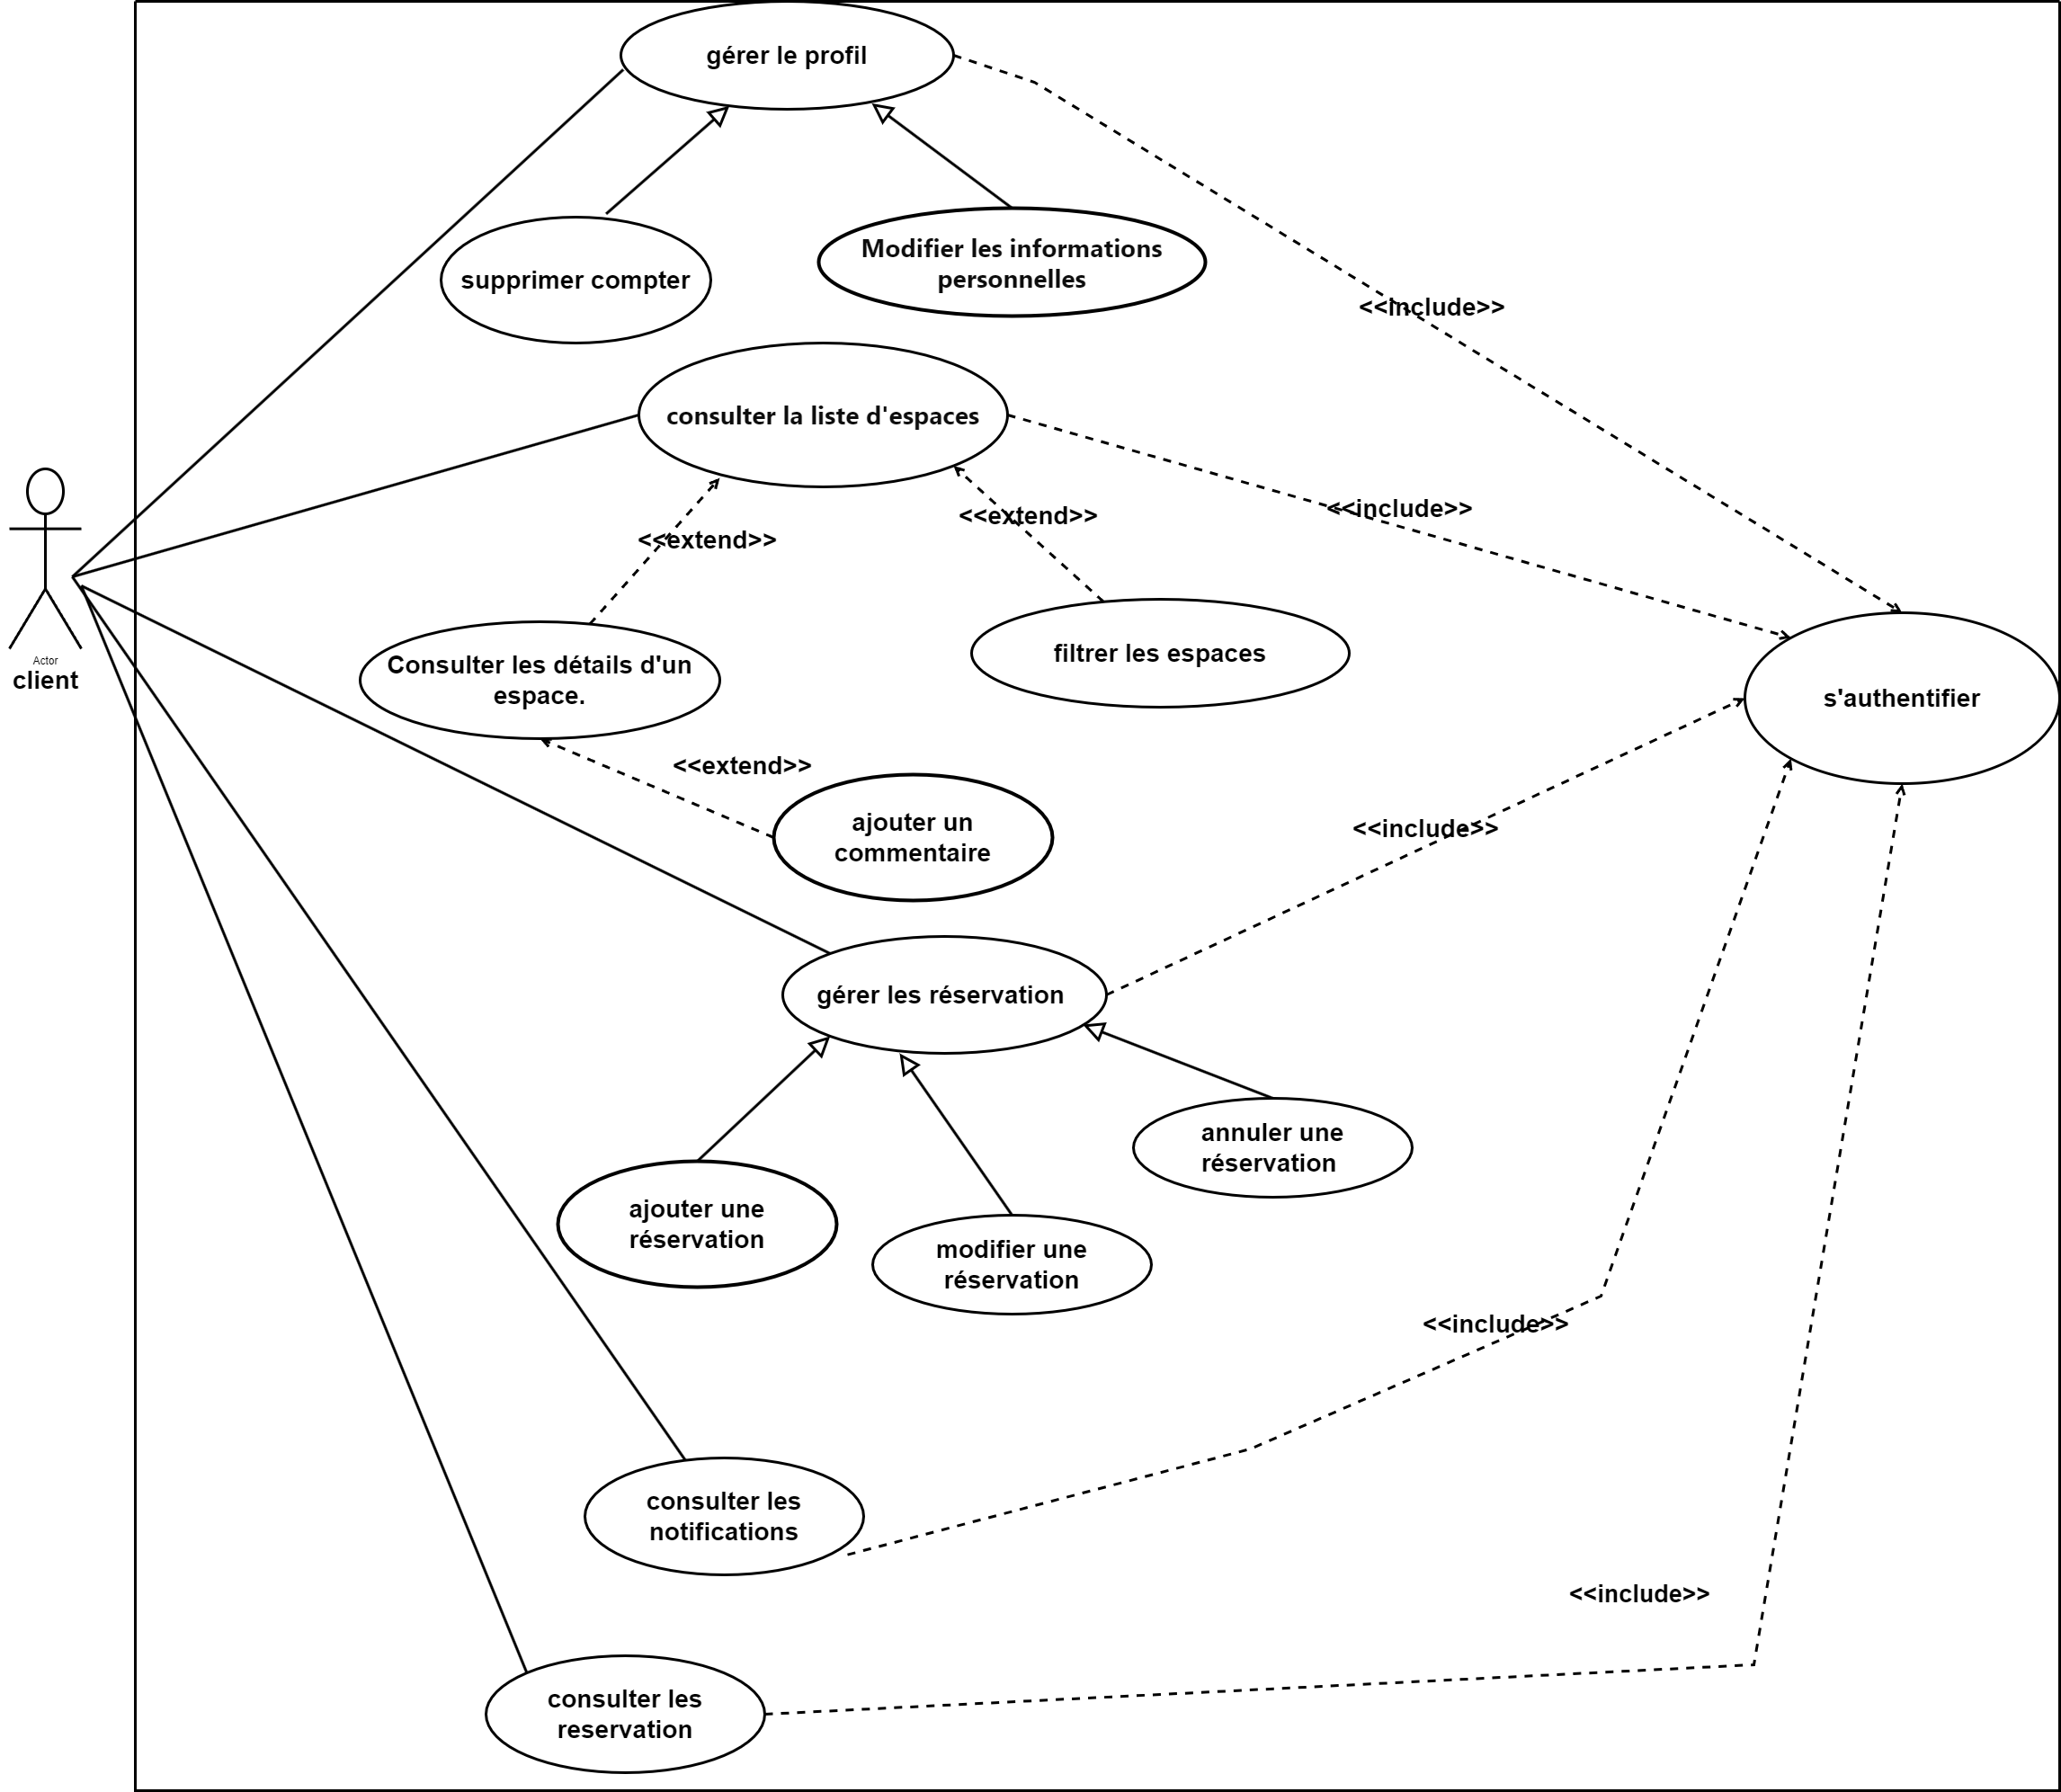 gérer le profil
supprimer compter
Modifier les informations
personnelles
<<include>>
consulter la liste d'espaces
<<include>>
<<extend>>
<<extend>>
Actor
client
Consulter les détails d'un
espace.
filtrer les espaces
s'authentifier
<<extend>>
ajouter un
commentaire
<<include>>
gérer les réservation
annuler une
réservation
ajouter une
réservation
modifier une
réservation
<<include>>
consulter les
notifications
<<include>>
consulter les
reservation